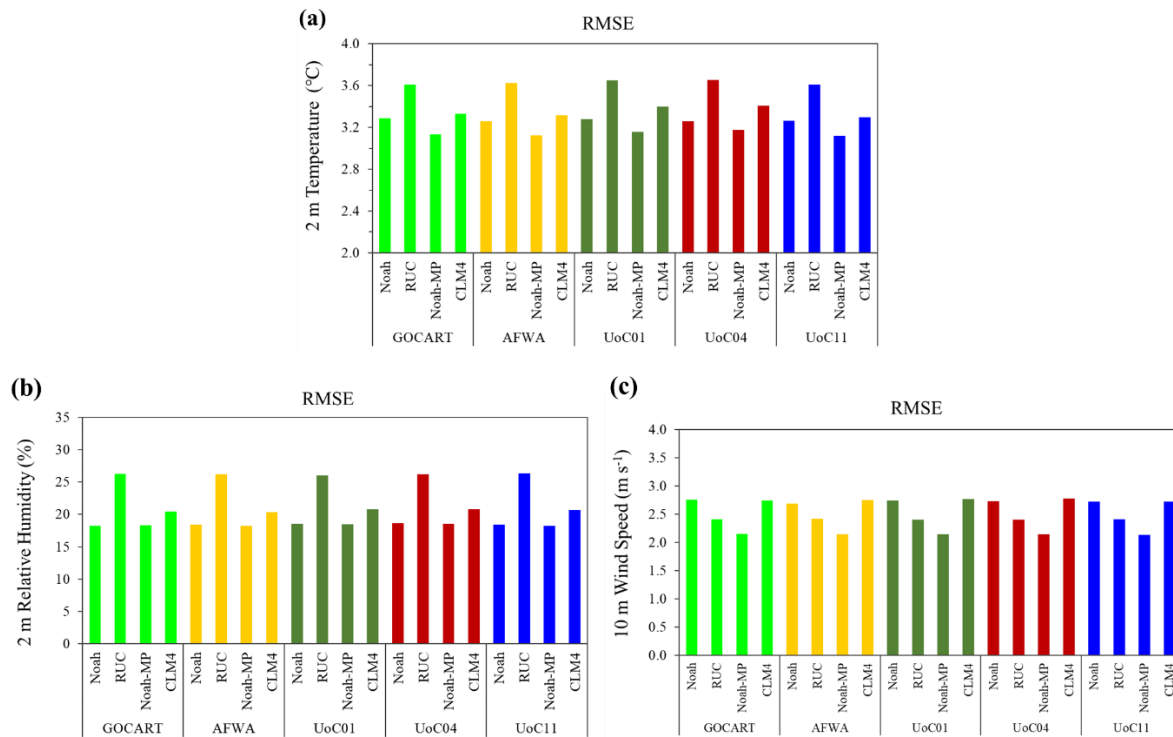 (a)
RMSE
2 m Temperature (°C)
4.0
3.6
3.2
2.8
2.4
2.0
Noah RUC Noah-MP CLM4 Noah RUC Noah-MP CLM4 Noah RUC Noah-MP CLM4 Noah RUC Noah-MP CLM4 Noah RUC Noah-MP CLM4
GOCART AFWA UoC01 UoC04 UoC11
(b)
RMSE
2 m Relative Humidity (%)
35
30
25
20
15
10
5
0
Noah RUC Noah-MP CLM4 Noah RUC Noah-MP CLM4 Noah RUC Noah-MP CLM4 Noah RUC Noah-MP CLM4 Noah RUC Noah-MP CLM4
GOCART AFWA UoC01 UoC04 UoC11
(c)
RMSE
10 m Wind Speed (m s⁻¹)
4.0
3.5
3.0
2.5
2.0
1.5
1.0
0.5
0.0
Noah RUC Noah-MP CLM4 Noah RUC Noah-MP CLM4 Noah RUC Noah-MP CLM4 Noah RUC Noah-MP CLM4 Noah RUC Noah-MP CLM4
GOCART AFWA UoC01 UoC04 UoC11